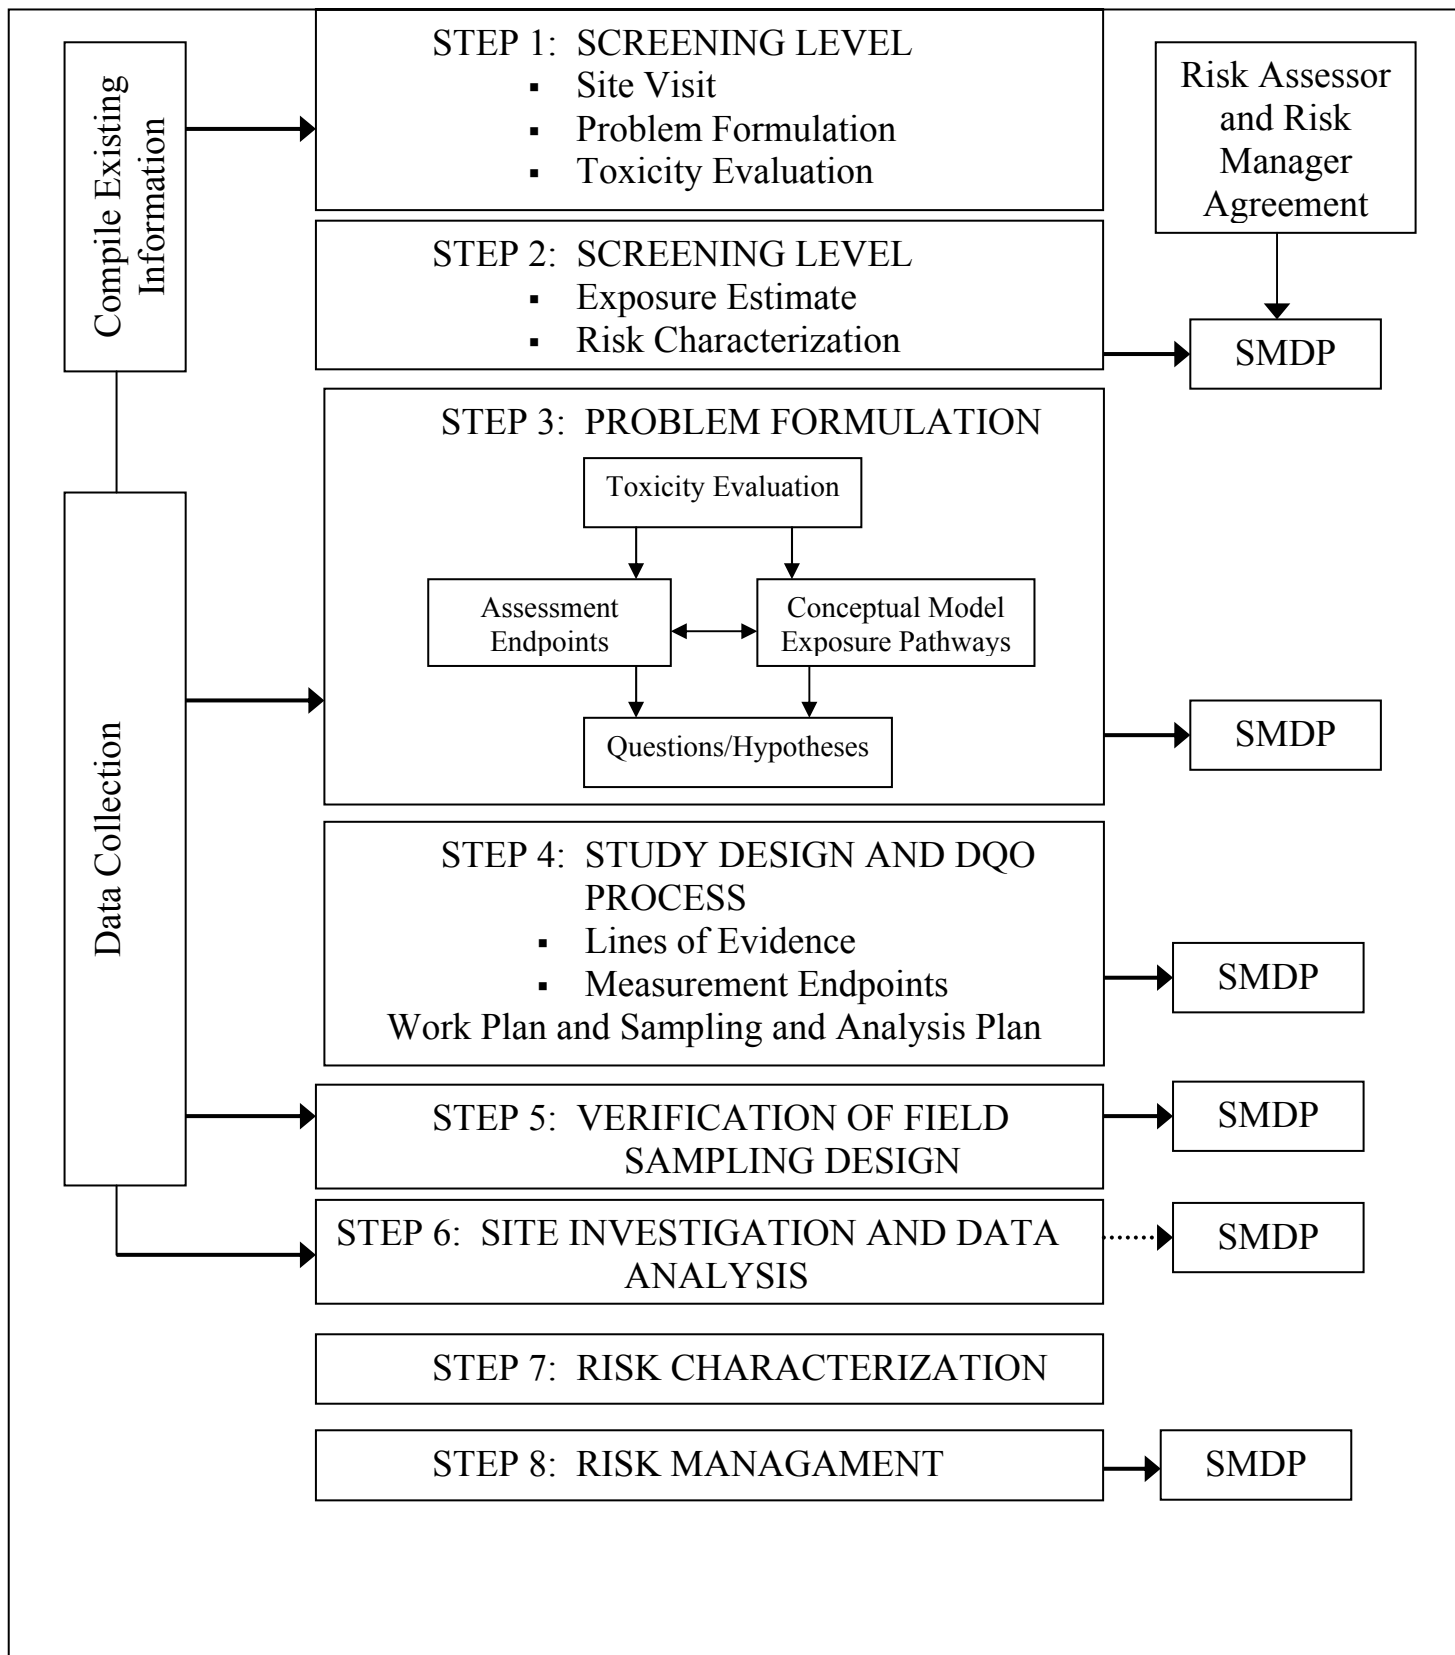 Compile Existing
Information
STEP 1: SCREENING LEVEL
▪ Site Visit
▪ Problem Formulation
▪ Toxicity Evaluation
Risk Assessor
and Risk
Manager
Agreement
STEP 2: SCREENING LEVEL
▪ Exposure Estimate
▪ Risk Characterization
SMDP
Data Collection
STEP 3: PROBLEM FORMULATION
Toxicity Evaluation
Assessment
Endpoints
Conceptual Model
Exposure Pathways
Questions/Hypotheses
SMDP
STEP 4: STUDY DESIGN AND DQO
PROCESS
▪ Lines of Evidence
▪ Measurement Endpoints
Work Plan and Sampling and Analysis Plan
SMDP
STEP 5: VERIFICATION OF FIELD
SAMPLING DESIGN
SMDP
STEP 6: SITE INVESTIGATION AND DATA
ANALYSIS
SMDP
STEP 7: RISK CHARACTERIZATION
STEP 8: RISK MANAGAMENT
SMDP